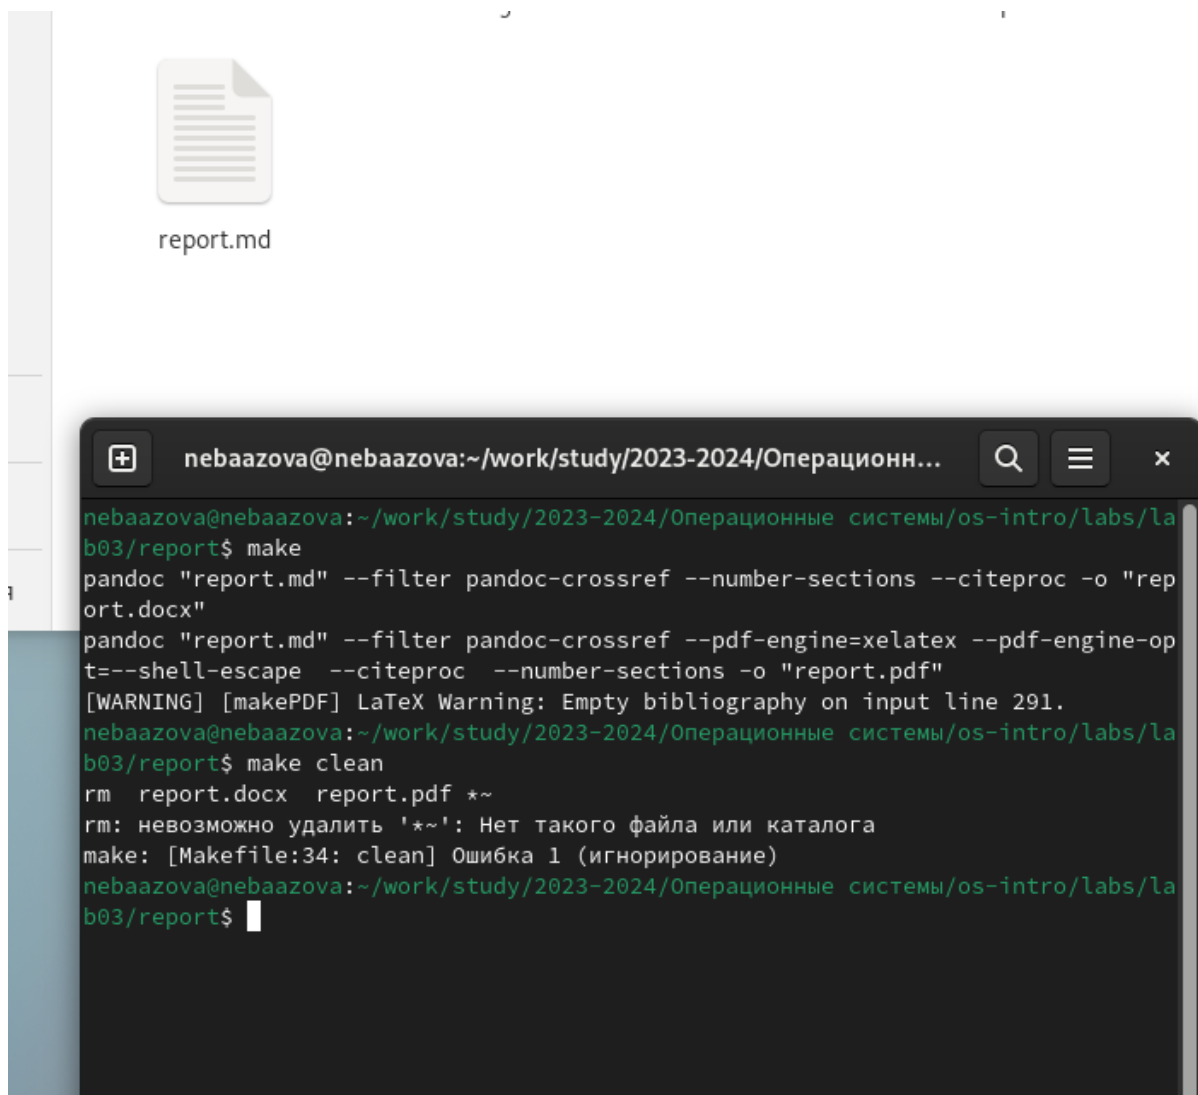 report.md
nebaazova@nebaazova:~/work/study/2023-2024/Операционн...
nebaazova@nebaazova:~/work/study/2023-2024/Операционные системы/os-intro/labs/la
b03/report$ make
pandoc "report.md" --filter pandoc-crossref --number-sections --citeproc -o "rep
ort.docx"
pandoc "report.md" --filter pandoc-crossref --pdf-engine=xelatex --pdf-engine-op
t=--shell-escape  --citeproc  --number-sections -o "report.pdf"
[WARNING] [makePDF] LaTeX Warning: Empty bibliography on input line 291.
nebaazova@nebaazova:~/work/study/2023-2024/Операционные системы/os-intro/labs/la
b03/report$ make clean
rm  report.docx  report.pdf *~
rm: невозможно удалить '*~': Нет такого файла или каталога
make: [Makefile:34: clean] Ошибка 1 (игнорирование)
nebaazova@nebaazova:~/work/study/2023-2024/Операционные системы/os-intro/labs/la
b03/report$